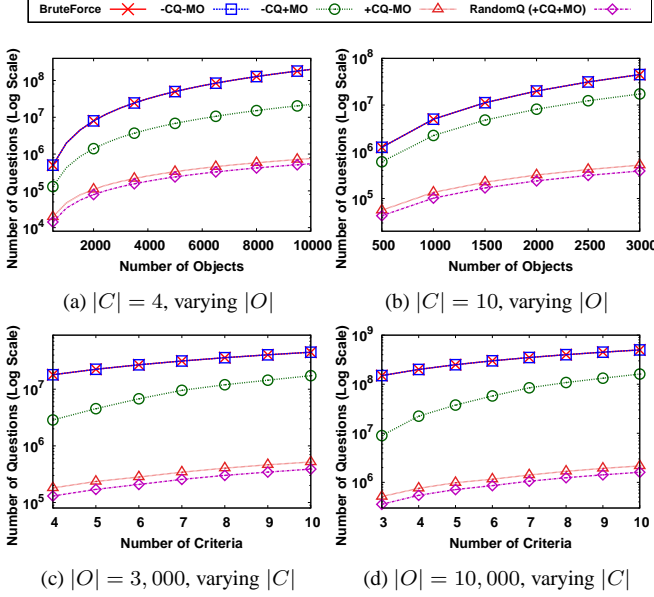 BruteForce -CQ-MO -CQ+MO +CQ-MO RandomQ (+CQ+MO)
Number of Questions (Log Scale)
10^8
10^7
10^6
10^5
10^4
2000 4000 6000 8000 10000
Number of Objects
(a) |C| = 4, varying |O|
Number of Questions (Log Scale)
10^8
10^7
10^6
10^5
500 1000 1500 2000 2500 3000
Number of Objects
(b) |C| = 10, varying |O|
Number of Questions (Log Scale)
10^7
10^6
10^5
4 5 6 7 8 9 10
Number of Criteria
(c) |O| = 3, 000, varying |C|
Number of Questions (Log Scale)
10^9
10^8
10^7
10^6
3 4 5 6 7 8 9 10
Number of Criteria
(d) |O| = 10, 000, varying |C|